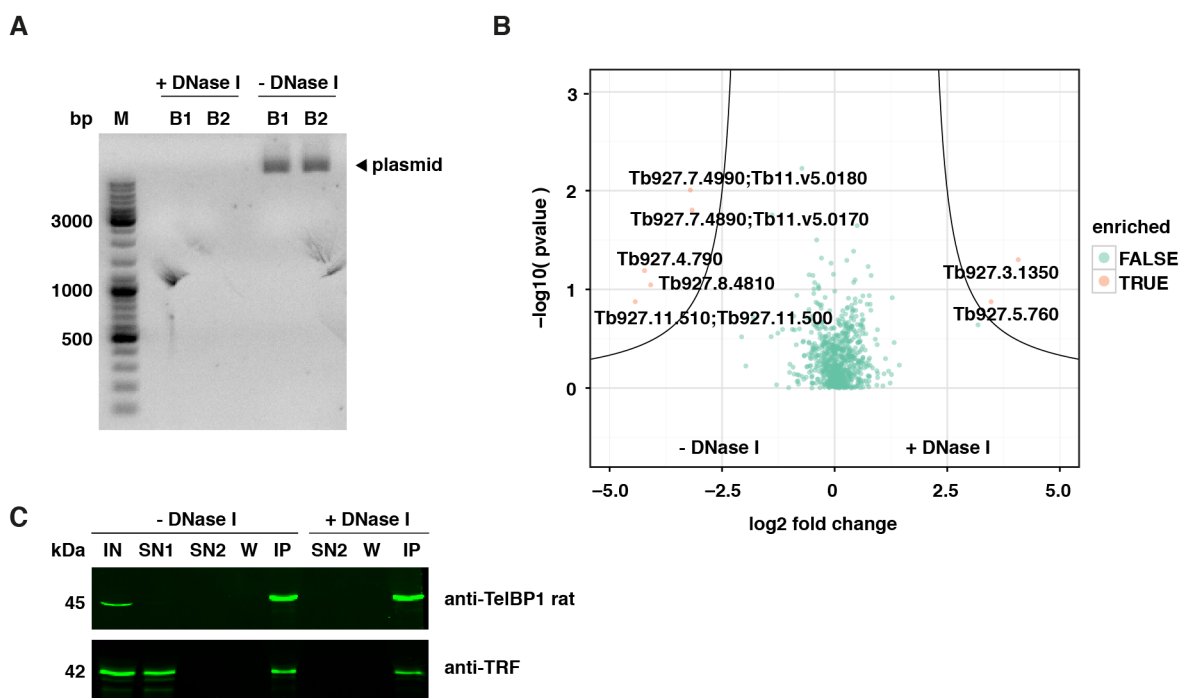 A
+ DNase I - DNase I
bp M B1 B2 B1 B2
plasmid
3000
1000
500
B
−log10( pvalue )
3
2
1
0
Tb927.7.4990;Tb11.v5.0180
Tb927.7.4890;Tb11.v5.0170
Tb927.4.790
Tb927.8.4810
Tb927.11.510;Tb927.11.500
Tb927.3.1350
Tb927.5.760
- DNase I + DNase I
−5.0 −2.5 0 2.5 5.0
log2 fold change
enriched
FALSE
TRUE
C
- DNase I + DNase I
kDa IN SN1 SN2 W IP SN2 W IP
45 anti-TelBP1 rat
42 anti-TRF